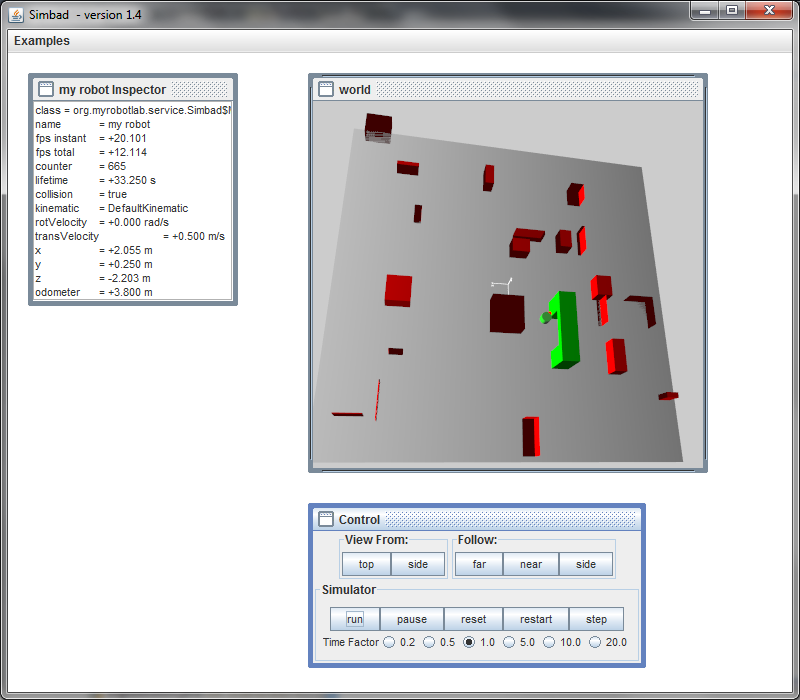 Simbad - version 1.4
Examples
my robot Inspector
class = org.myrobotlab.service.Simbad$
name = my robot
fps instant = +20.101
fps total = +12.114
counter = 665
lifetime = +33.250 s
collision = true
kinematic = DefaultKinematic
rotVelocity = +0.000 rad/s
transVelocity = +0.500 m/s
x = +2.055 m
y = +0.250 m
z = -2.203 m
odometer = +3.800 m
world
Control
View From: Follow:
top side far near side
Simulator
run pause reset restart step
Time Factor 0.2 0.5 1.0 5.0 10.0 20.0